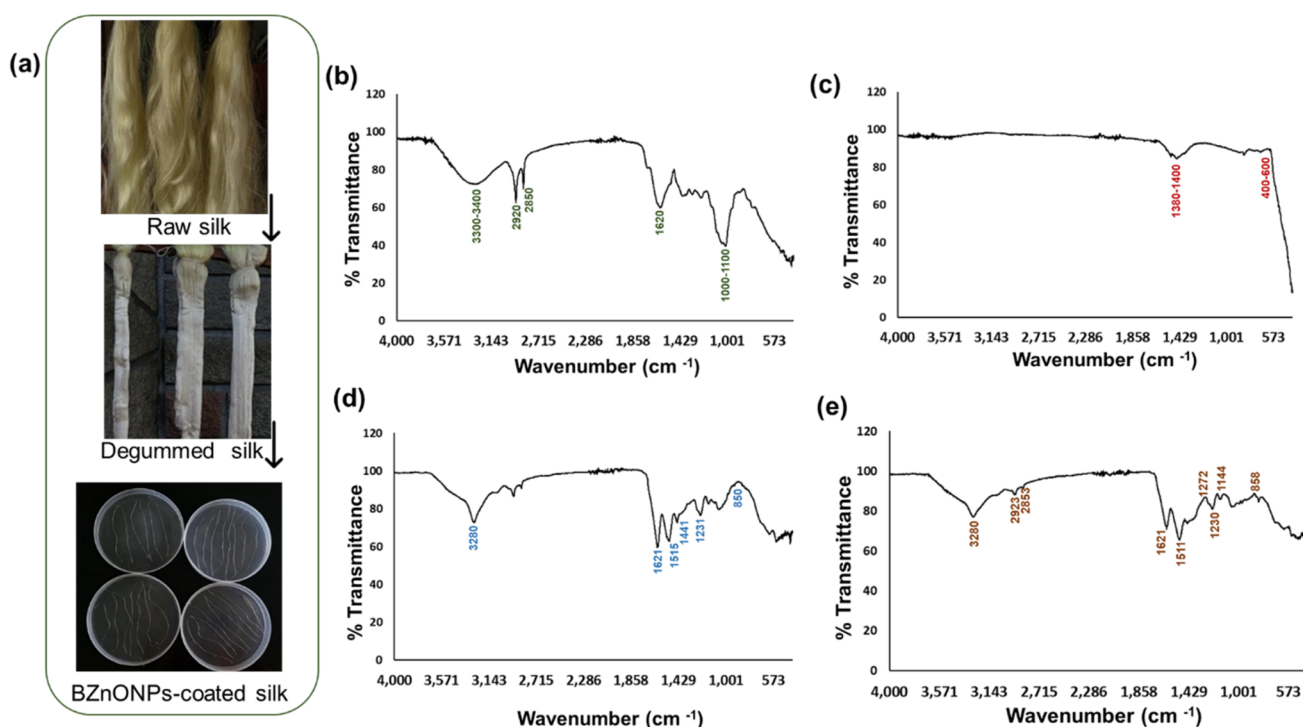 (a)
Raw silk
Degummed silk
BZnONPs-coated silk
(b)
% Transmittance
120
100
80
60
40
20
0
3300-3400
2920
2850
1620
1000-1100
4,000 3,571 3,143 2,715 2,286 1,858 1,429 1,001 573
Wavenumber (cm -1)
(c)
% Transmittance
120
100
80
60
40
20
0
1380-1400
400-600
4,000 3,571 3,143 2,715 2,286 1,858 1,429 1,001 573
Wavenumber (cm -1)
(d)
% Transmittance
120
100
80
60
40
20
0
3280
1621
1515
1441
1231
850
4,000 3,571 3,143 2,715 2,286 1,858 1,429 1,001 573
Wavenumber (cm -1)
(e)
% Transmittance
120
100
80
60
40
20
0
3280
2923
2853
1621
1511
1272
1230
1144
858
4,000 3,571 3,143 2,715 2,286 1,858 1,429 1,001 573
Wavenumber (cm -1)